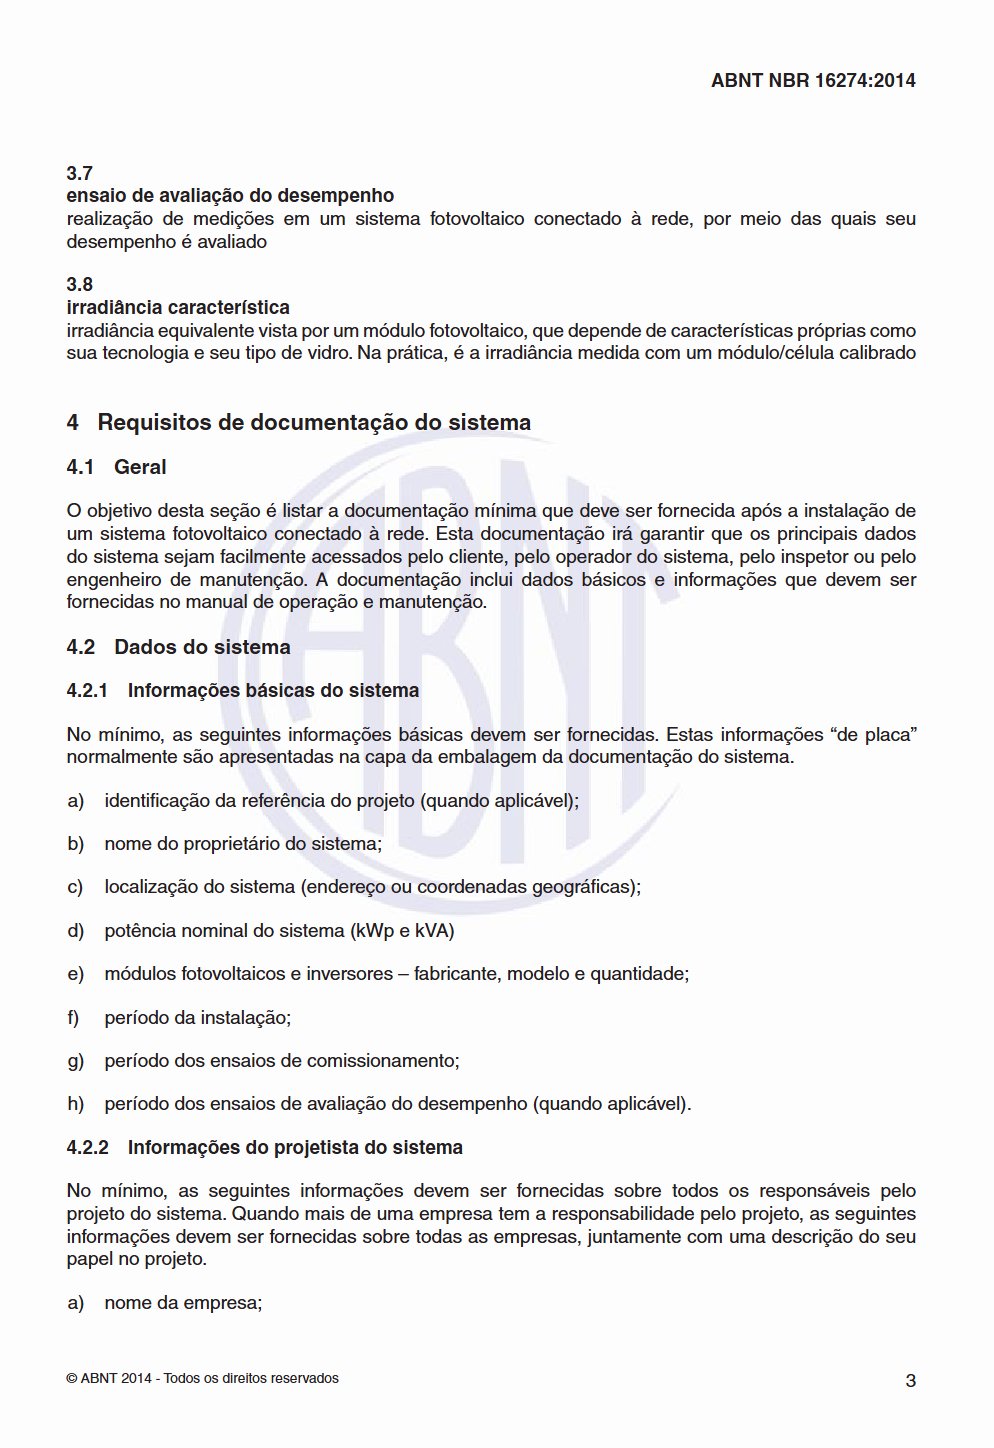 ABNT NBR 16274:2014
3.7
ensaio de avaliação do desempenho
realização de medições em um sistema fotovoltaico conectado à rede, por meio das quais seu
desempenho é avaliado
3.8
irradiância característica
irradiância equivalente vista por um módulo fotovoltaico, que depende de características próprias como
sua tecnologia e seu tipo de vidro. Na prática, é a irradiância medida com um módulo/célula calibrado
4 Requisitos de documentação do sistema
4.1 Geral
O objetivo desta seção é listar a documentação mínima que deve ser fornecida após a instalação de
um sistema fotovoltaico conectado à rede. Esta documentação irá garantir que os principais dados
do sistema sejam facilmente acessados pelo cliente, pelo operador do sistema, pelo inspetor ou pelo
engenheiro de manutenção. A documentação inclui dados básicos e informações que devem ser
fornecidas no manual de operação e manutenção.
4.2 Dados do sistema
4.2.1 Informações básicas do sistema
No mínimo, as seguintes informações básicas devem ser fornecidas. Estas informações “de placa”
normalmente são apresentadas na capa da embalagem da documentação do sistema.
a) identificação da referência do projeto (quando aplicável);
b) nome do proprietário do sistema;
c) localização do sistema (endereço ou coordenadas geográficas);
d) potência nominal do sistema (kWp e kVA)
e) módulos fotovoltaicos e inversores – fabricante, modelo e quantidade;
f) período da instalação;
g) período dos ensaios de comissionamento;
h) período dos ensaios de avaliação do desempenho (quando aplicável).
4.2.2 Informações do projetista do sistema
No mínimo, as seguintes informações devem ser fornecidas sobre todos os responsáveis pelo
projeto do sistema. Quando mais de uma empresa tem a responsabilidade pelo projeto, as seguintes
informações devem ser fornecidas sobre todas as empresas, juntamente com uma descrição do seu
papel no projeto.
a) nome da empresa;
ABNT
© ABNT 2014 - Todos os direitos reservados
3